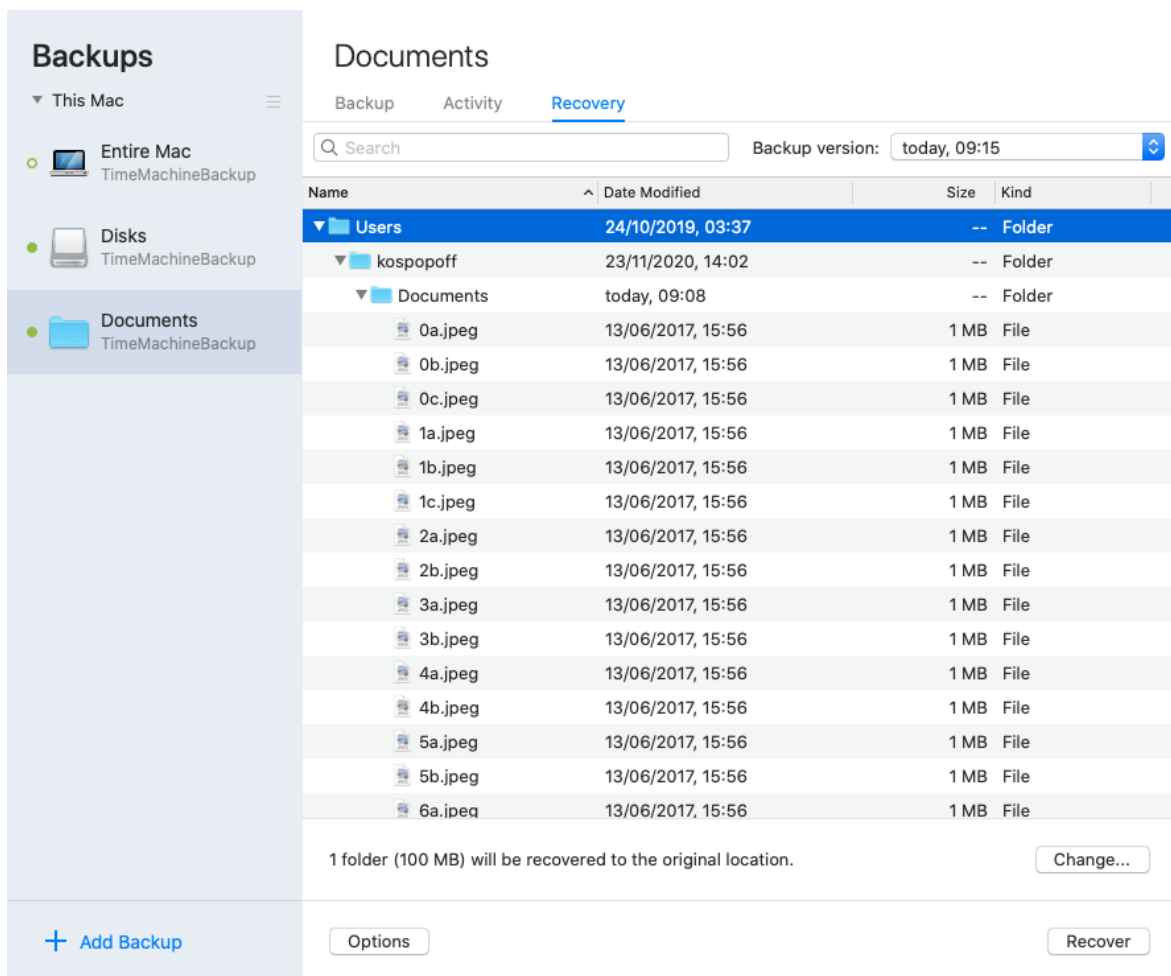 Backups
This Mac
Entire Mac
TimeMachineBackup
Disks
TimeMachineBackup
Documents
TimeMachineBackup
Add Backup
Documents
Backup Activity Recovery
Search Backup version: today, 09:15
Name Date Modified Size Kind
Users 24/10/2019, 03:37 -- Folder
kospopoff 23/11/2020, 14:02 -- Folder
Documents today, 09:08 -- Folder
0a.jpeg 13/06/2017, 15:56 1 MB File
0b.jpeg 13/06/2017, 15:56 1 MB File
0c.jpeg 13/06/2017, 15:56 1 MB File
1a.jpeg 13/06/2017, 15:56 1 MB File
1b.jpeg 13/06/2017, 15:56 1 MB File
1c.jpeg 13/06/2017, 15:56 1 MB File
2a.jpeg 13/06/2017, 15:56 1 MB File
2b.jpeg 13/06/2017, 15:56 1 MB File
3a.jpeg 13/06/2017, 15:56 1 MB File
3b.jpeg 13/06/2017, 15:56 1 MB File
4a.jpeg 13/06/2017, 15:56 1 MB File
4b.jpeg 13/06/2017, 15:56 1 MB File
5a.jpeg 13/06/2017, 15:56 1 MB File
5b.jpeg 13/06/2017, 15:56 1 MB File
6a.jpeg 13/06/2017, 15:56 1 MB File
1 folder (100 MB) will be recovered to the original location. Change...
Options Recover